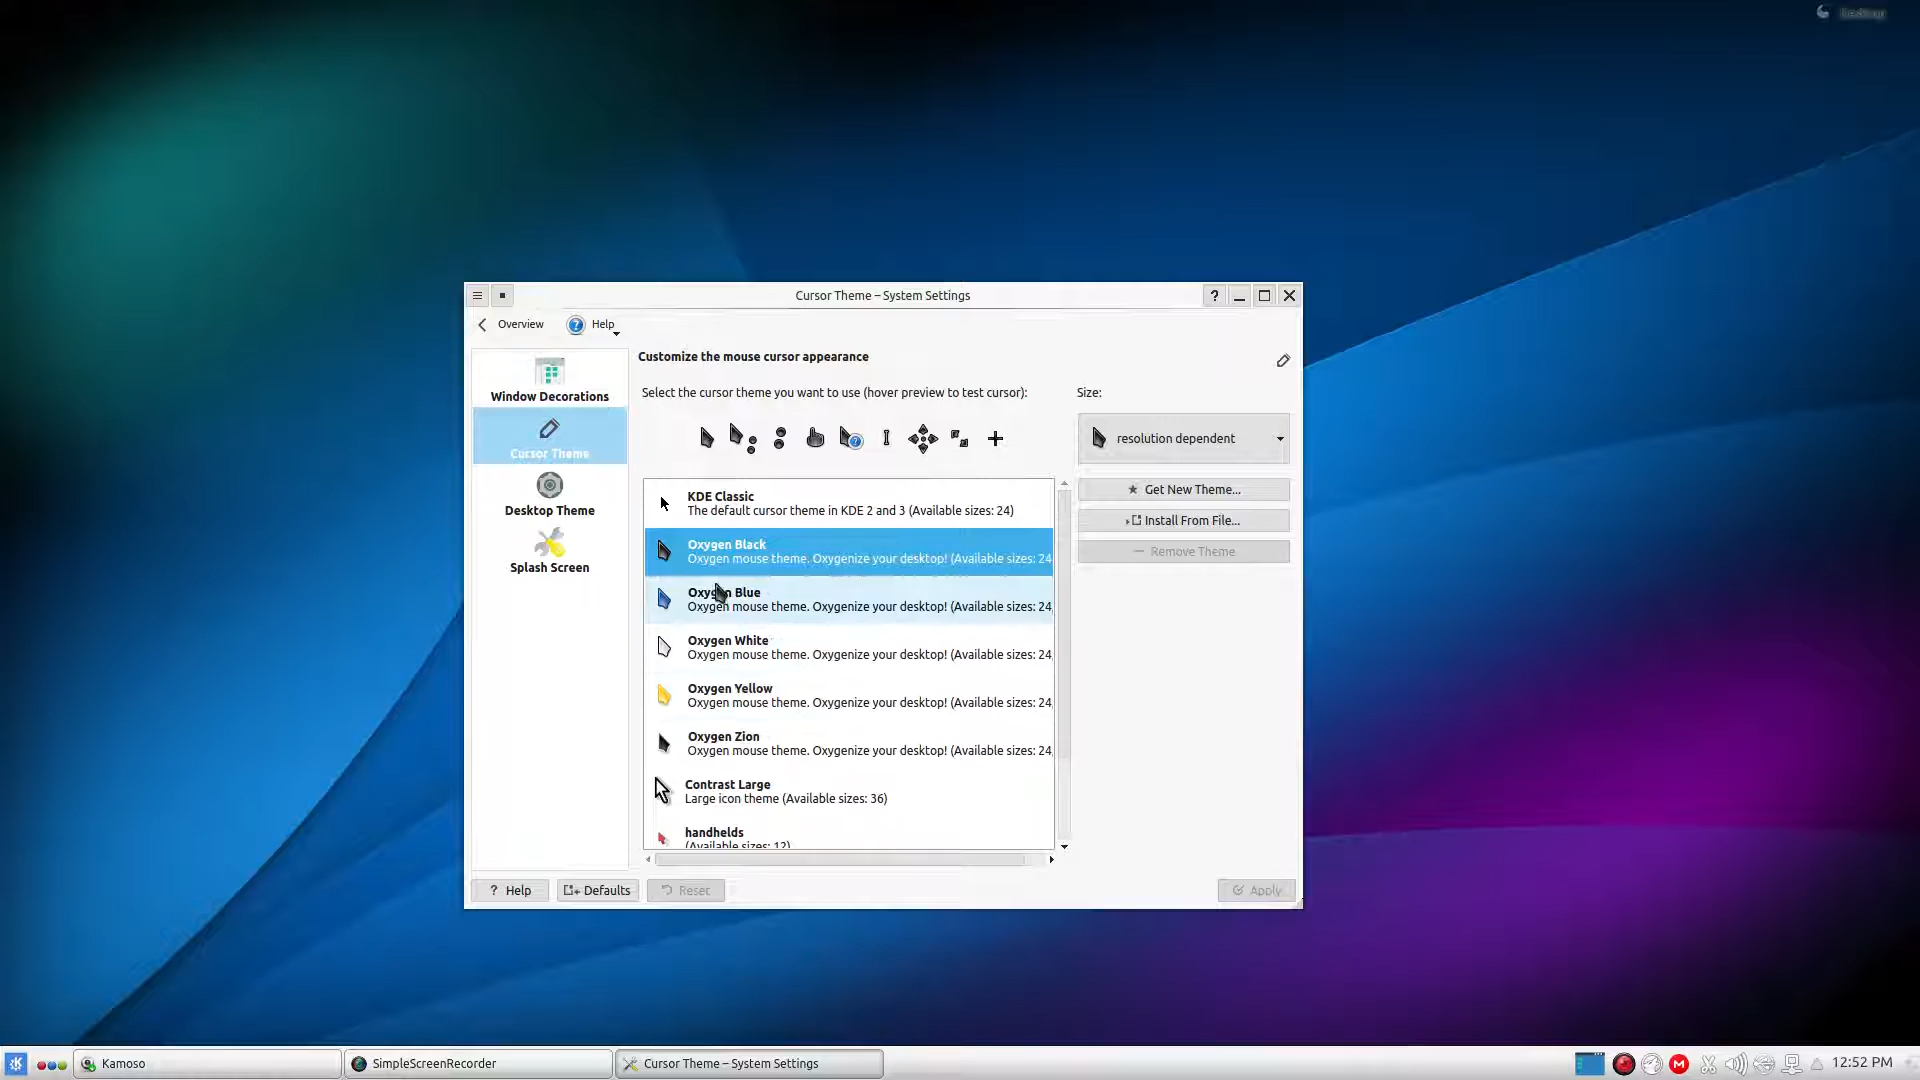 Desktop
Cursor Theme – System Settings
Overview
Help
Customize the mouse cursor appearance
Window Decorations
Select the cursor theme you want to use (hover preview to test cursor):
Size:
Cursor Theme
resolution dependent
Desktop Theme
KDE Classic
The default cursor theme in KDE 2 and 3 (Available sizes: 24)
Get New Theme...
Install From File...
Oxygen Black
Oxygen mouse theme. Oxygenize your desktop! (Available sizes: 24
Remove Theme
Splash Screen
Oxygen Blue
Oxygen mouse theme. Oxygenize your desktop! (Available sizes: 24,
Oxygen White
Oxygen mouse theme. Oxygenize your desktop! (Available sizes: 24,
Oxygen Yellow
Oxygen mouse theme. Oxygenize your desktop! (Available sizes: 24,
Oxygen Zion
Oxygen mouse theme. Oxygenize your desktop! (Available sizes: 24,
Contrast Large
Large icon theme (Available sizes: 36)
handhelds
(Available sizes: 12)
? Help
Defaults
Reset
Apply
Kamoso
SimpleScreenRecorder
Cursor Theme – System Settings
12:52 PM